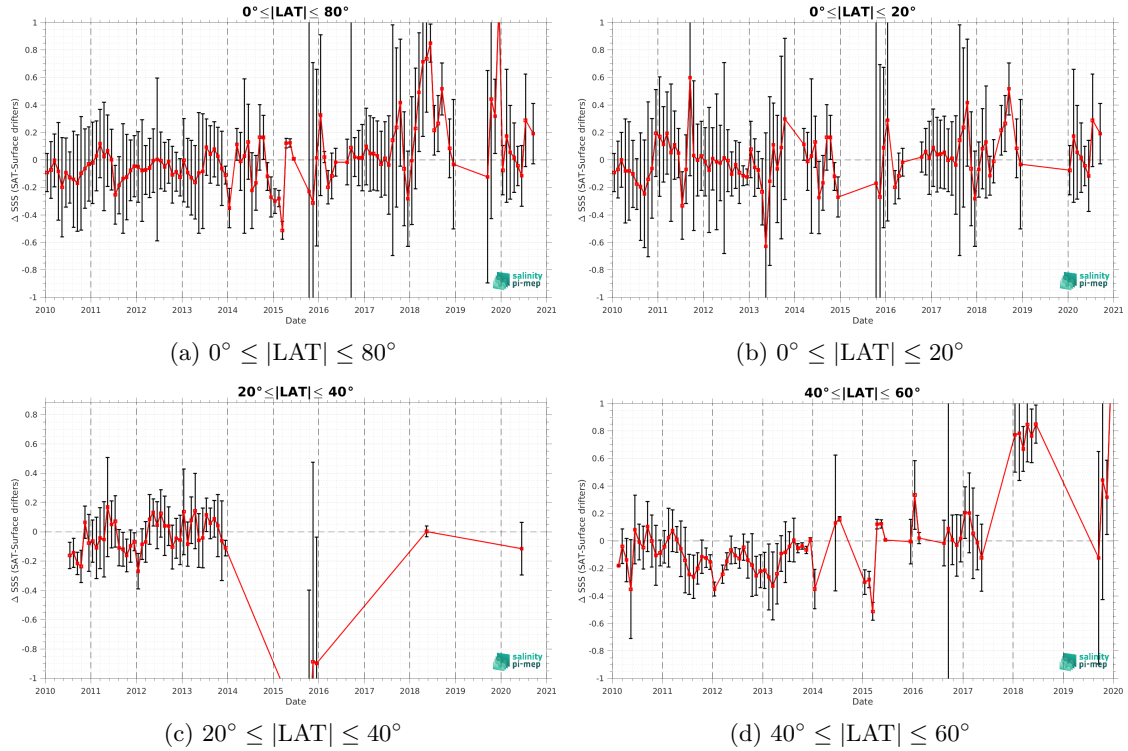 0°≤|LAT|≤ 80°
Δ SSS (SAT-Surface drifters)
1
0.8
0.6
0.4
0.2
0
-0.2
-0.4
-0.6
-0.8
-1
2010 2011 2012 2013 2014 2015 2016 2017 2018 2019 2020 2021
Date
salinity
pi-mep
(a) 0° ≤ |LAT| ≤ 80°
0°≤|LAT|≤ 20°
Δ SSS (SAT-Surface drifters)
1
0.8
0.6
0.4
0.2
0
-0.2
-0.4
-0.6
-0.8
-1
2010 2011 2012 2013 2014 2015 2016 2017 2018 2019 2020 2021
Date
salinity
pi-mep
(b) 0° ≤ |LAT| ≤ 20°
20°≤|LAT|≤ 40°
Δ SSS (SAT-Surface drifters)
0.8
0.6
0.4
0.2
0
-0.2
-0.4
-0.6
-0.8
-1
2010 2011 2012 2013 2014 2015 2016 2017 2018 2019 2020 2021
Date
salinity
pi-mep
(c) 20° ≤ |LAT| ≤ 40°
40°≤|LAT|≤ 60°
Δ SSS (SAT-Surface drifters)
1
0.8
0.6
0.4
0.2
0
-0.2
-0.4
-0.6
-0.8
-1
2010 2011 2012 2013 2014 2015 2016 2017 2018 2019 2020
Date
salinity
pi-mep
(d) 40° ≤ |LAT| ≤ 60°